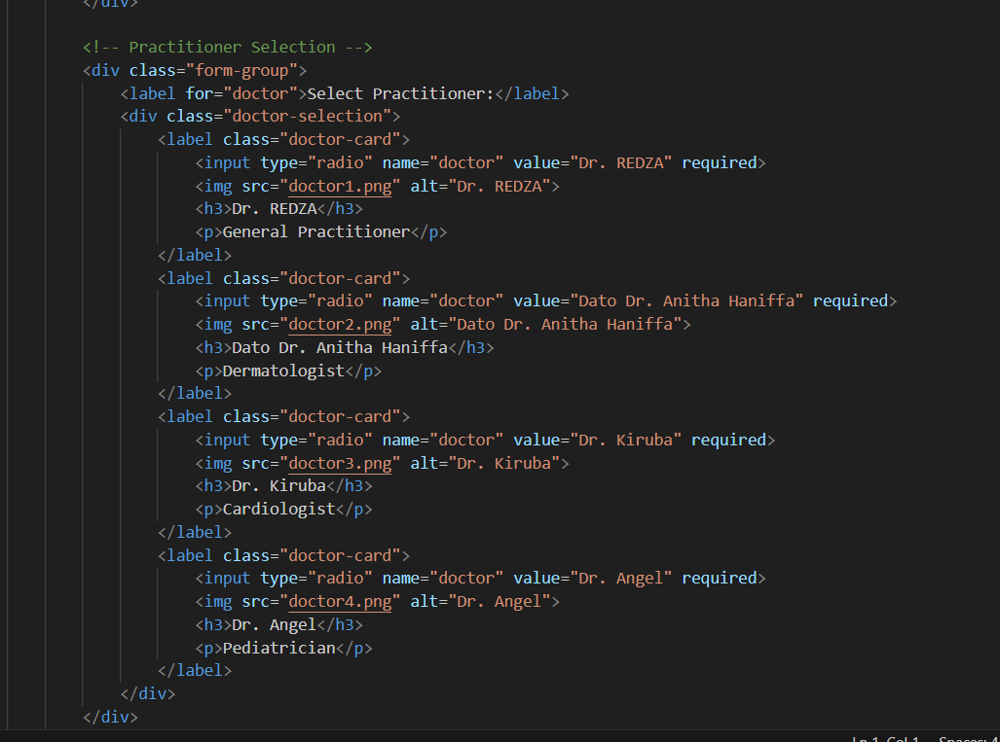 </div>
<!-- Practitioner Selection -->
<div class="form-group">
<label for="doctor">Select Practitioner:</label>
<div class="doctor-selection">
<label class="doctor-card">
<input type="radio" name="doctor" value="Dr. REDZA" required>
<img src="doctor1.png" alt="Dr. REDZA">
<h3>Dr. REDZA</h3>
<p>General Practitioner</p>
</label>
<label class="doctor-card">
<input type="radio" name="doctor" value="Dato Dr. Anitha Haniffa" required>
<img src="doctor2.png" alt="Dato Dr. Anitha Haniffa">
<h3>Dato Dr. Anitha Haniffa</h3>
<p>Dermatologist</p>
</label>
<label class="doctor-card">
<input type="radio" name="doctor" value="Dr. Kiruba" required>
<img src="doctor3.png" alt="Dr. Kiruba">
<h3>Dr. Kiruba</h3>
<p>Cardiologist</p>
</label>
<label class="doctor-card">
<input type="radio" name="doctor" value="Dr. Angel" required>
<img src="doctor4.png" alt="Dr. Angel">
<h3>Dr. Angel</h3>
<p>Pediatrician</p>
</label>
</div>
</div>
Ln 1, Col 1 Spaces: 4